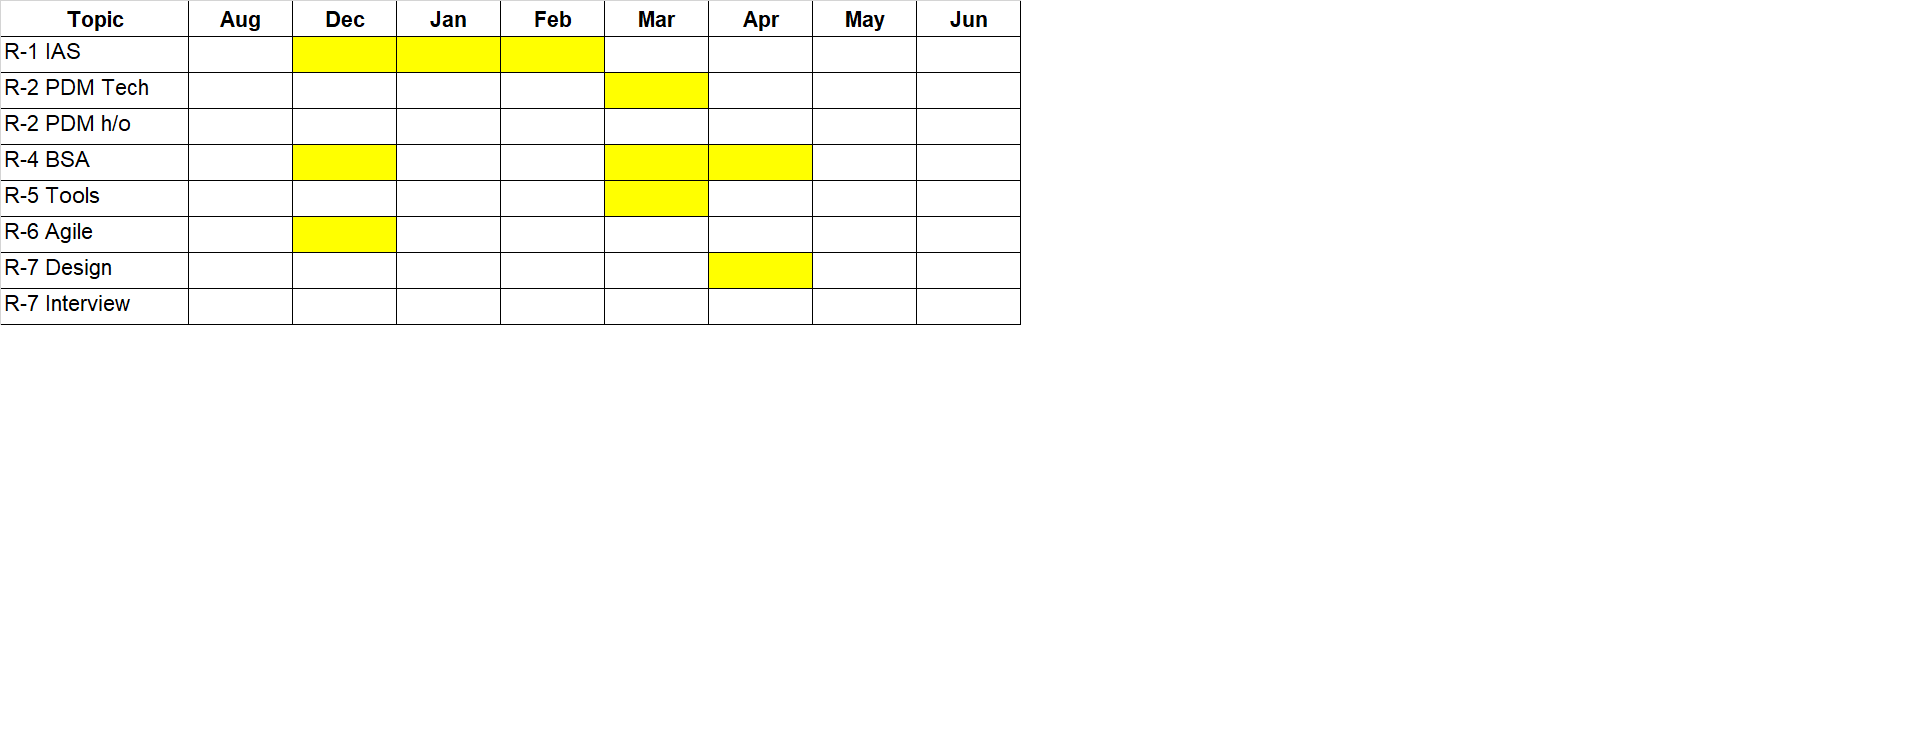 Topic Aug Dec Jan Feb Mar Apr May Jun
R-1 IAS
R-2 PDM Tech
R-2 PDM h/o
R-4 BSA
R-5 Tools
R-6 Agile
R-7 Design
R-7 Interview